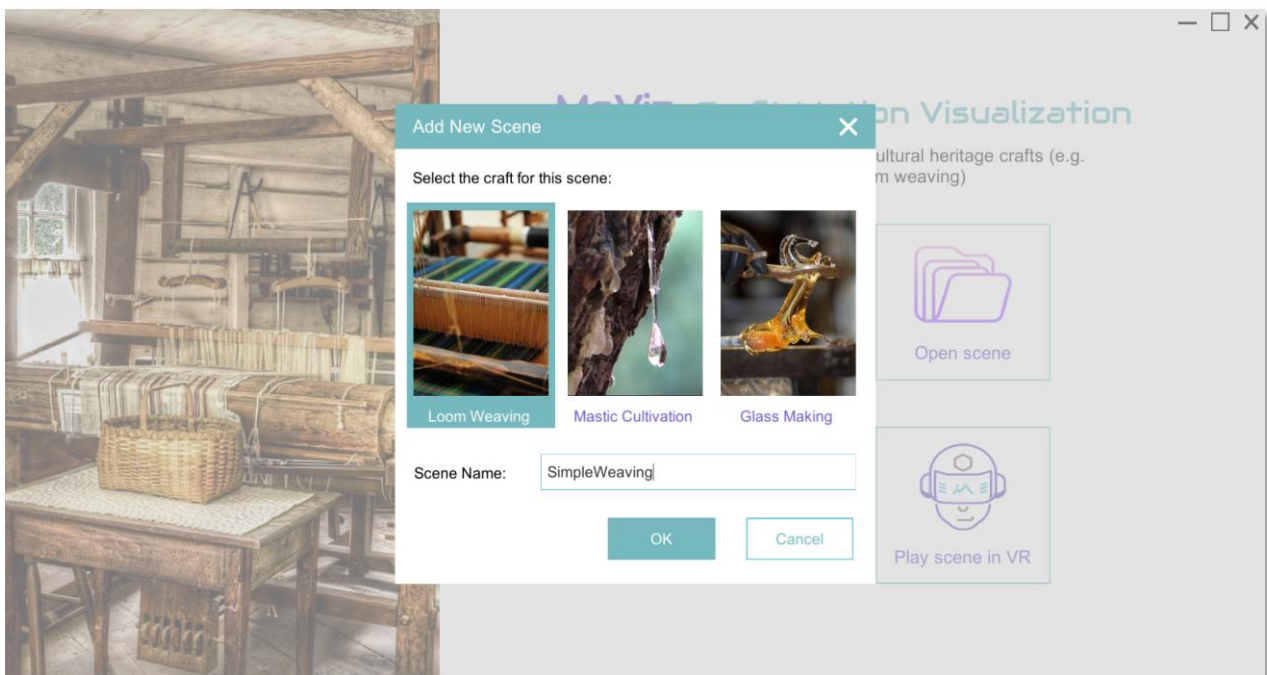 on Visualization
Add New Scene
ultural heritage crafts (e.g.
Select the craft for this scene:
m weaving)
Loom Weaving
Mastic Cultivation
Glass Making
Open scene
Scene Name:
SimpleWeaving
OK
Cancel
Play scene in VR